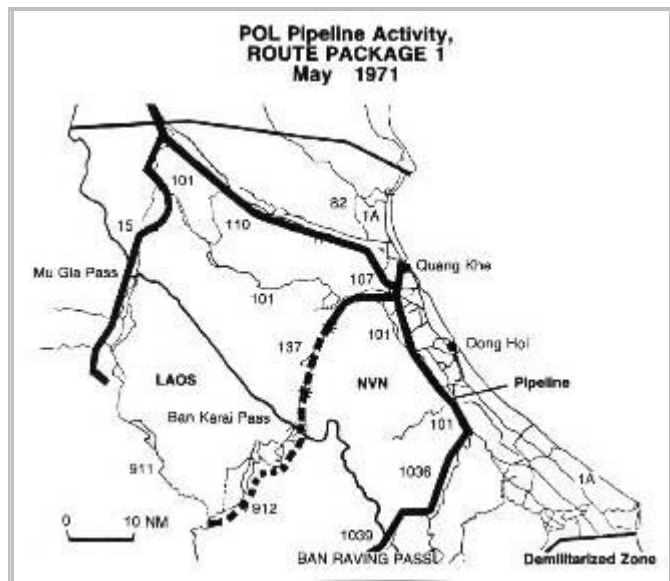 POL Pipeline Activity,
ROUTE PACKAGE 1
May 1971
101
82
1A
15
110
Mu Gia Pass
Quang Khe
107
101
101
137
Dong Hoi
LAOS
NVN
Pipeline
Ban Karai Pass
101
911
1036
1A
912
0 10 NM
1039
BAN RAVING PASS
Demilitarized Zone